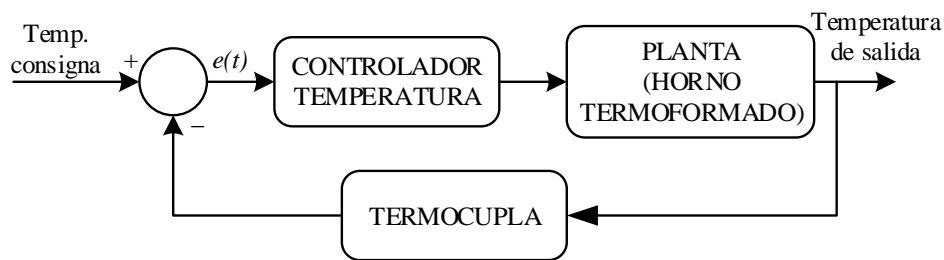 Temp.
consigna
+
−
e(t)
CONTROLADOR
TEMPERATURA
PLANTA
(HORNO
TERMOFORMADO)
Temperatura
de salida
TERMOCUPLA